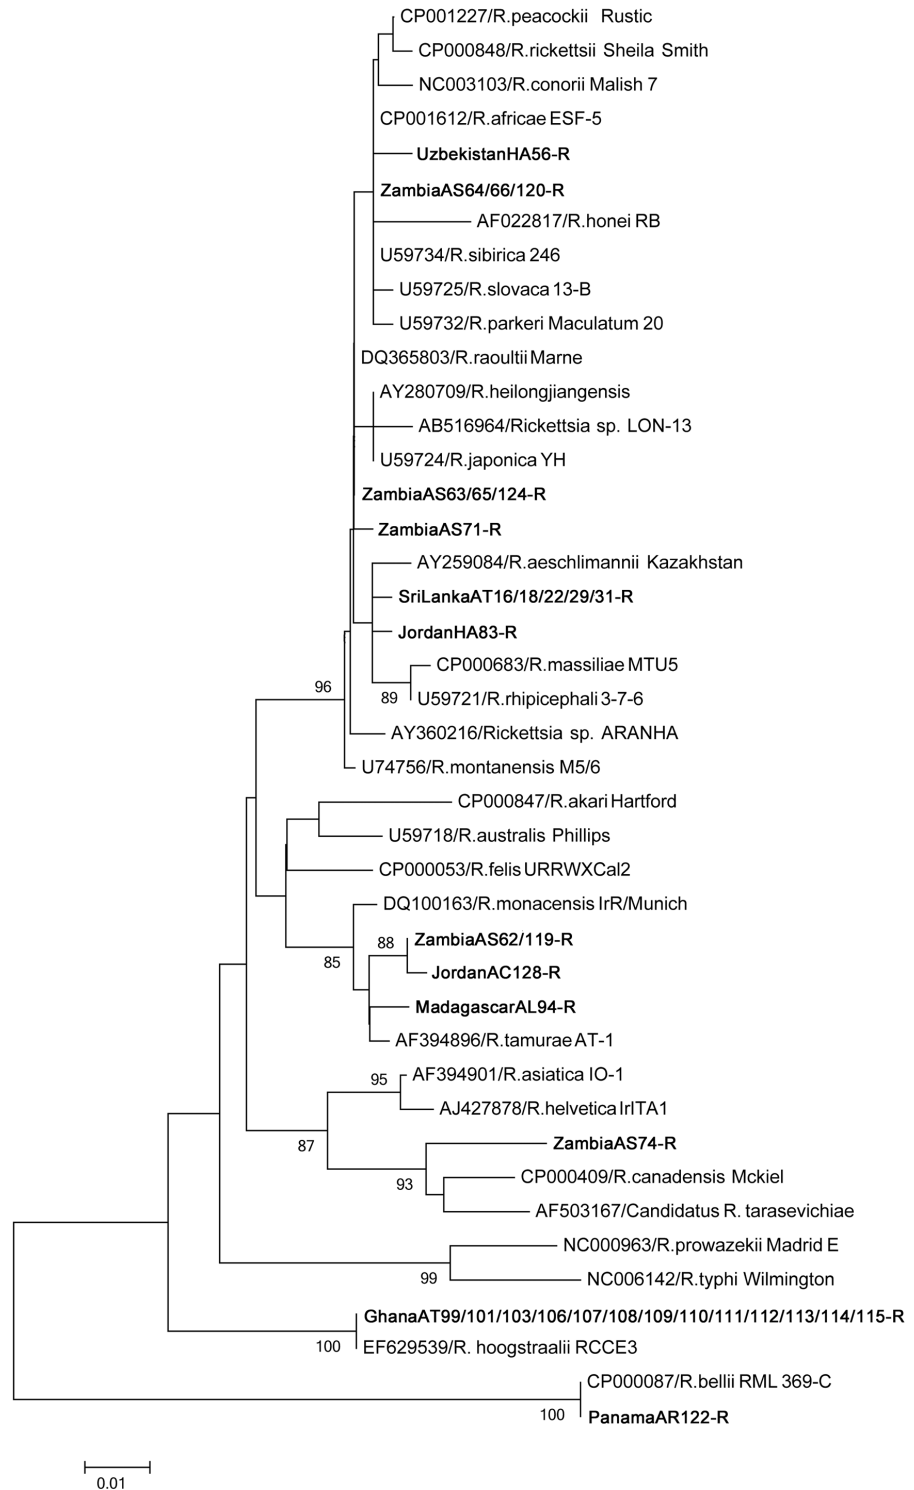 CP001227/R.peacockii Rustic
CP000848/R.rickettsii Sheila Smith
NC003103/R.conorii Malish 7
CP001612/R.africae ESF-5
UzbekistanHA56-R
ZambiaAS64/66/120-R
AF022817/R.honei RB
U59734/R.sibirica 246
U59725/R.slovaca 13-B
U59732/R.parkeri Maculatum 20
DQ365803/R.raoultii Marne
AY280709/R.heilongjiangensis
AB516964/Rickettsia sp. LON-13
U59724/R.japonica YH
ZambiaAS63/65/124-R
ZambiaAS71-R
AY259084/R.aeschlimannii Kazakhstan
SriLankaAT16/18/22/29/31-R
JordanHA83-R
CP000683/R.massiliae MTU5
96
89
U59721/R.rhipicephali 3-7-6
AY360216/Rickettsia sp. ARANHA
U74756/R.montanensis M5/6
CP000847/R.akari Hartford
U59718/R.australis Phillips
CP000053/R.felis URRWXCal2
DQ100163/R.monacensis IrR/Munich
88
ZambiaAS62/119-R
85
JordanAC128-R
MadagascarAL94-R
AF394896/R.tamurae AT-1
95
AF394901/R.asiatica IO-1
AJ427878/R.helvetica IrITA1
87
ZambiaAS74-R
CP000409/R.canadensis Mckiel
93
AF503167/Candidatus R. tarasevichiae
NC000963/R.prowazekii Madrid E
99
NC006142/R.typhi Wilmington
GhanaAT99/101/103/106/107/108/109/110/111/112/113/114/115-R
100
EF629539/R. hoogstraalii RCCE3
CP000087/R.bellii RML 369-C
100
PanamaAR122-R
0.01